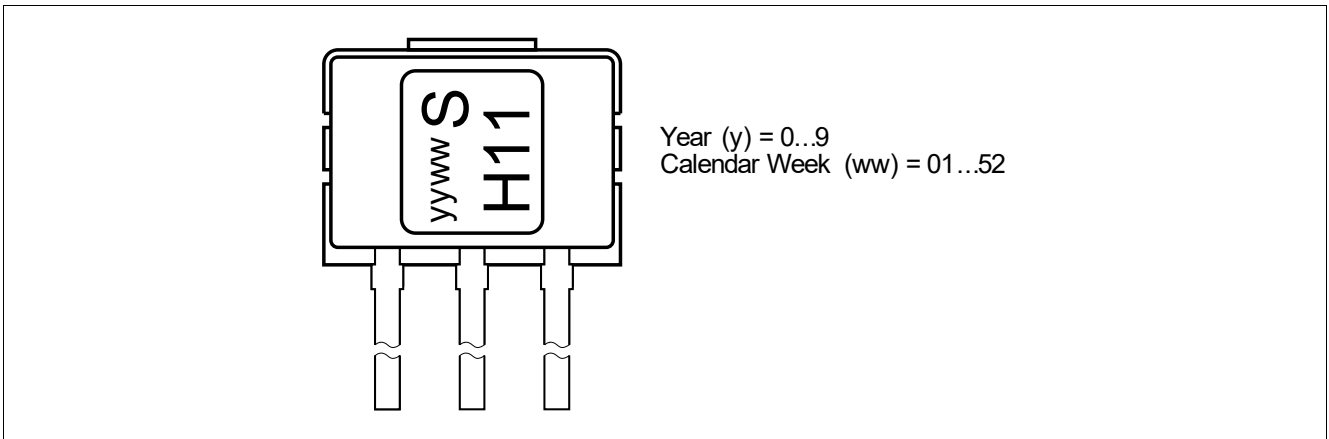 yyww S
H11
Year (y) = 0...9
Calendar Week (ww) = 01...52